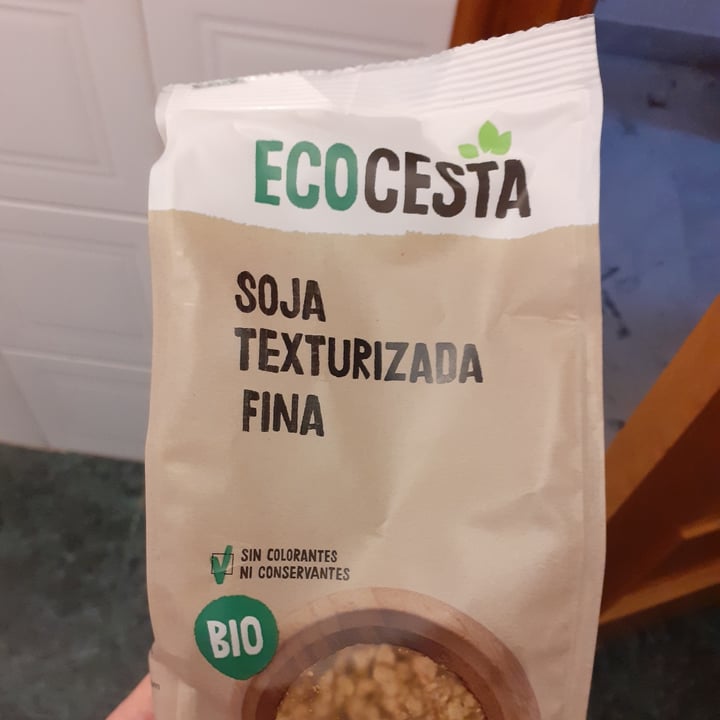 ECOCESTA
SOJA
TEXTURIZADA
FINA
SIN COLORANTES
NI CONSERVANTES
BIO